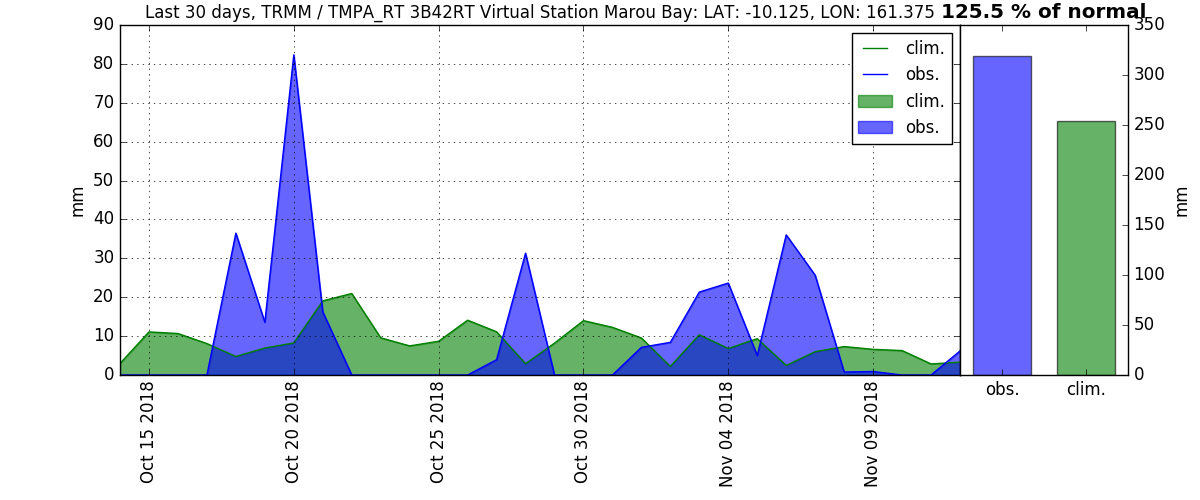 Last 30 days, TRMM / TMPA_RT 3B42RT Virtual Station Marou Bay: LAT: -10.125, LON: 161.375 125.5 % of normal
90
80
70
60
50
40
30
20
10
0
mm
clim.
obs.
clim.
obs.
Oct 15 2018
Oct 20 2018
Oct 25 2018
Oct 30 2018
Nov 04 2018
Nov 09 2018
350
300
250
200
150
100
50
0
mm
obs.
clim.